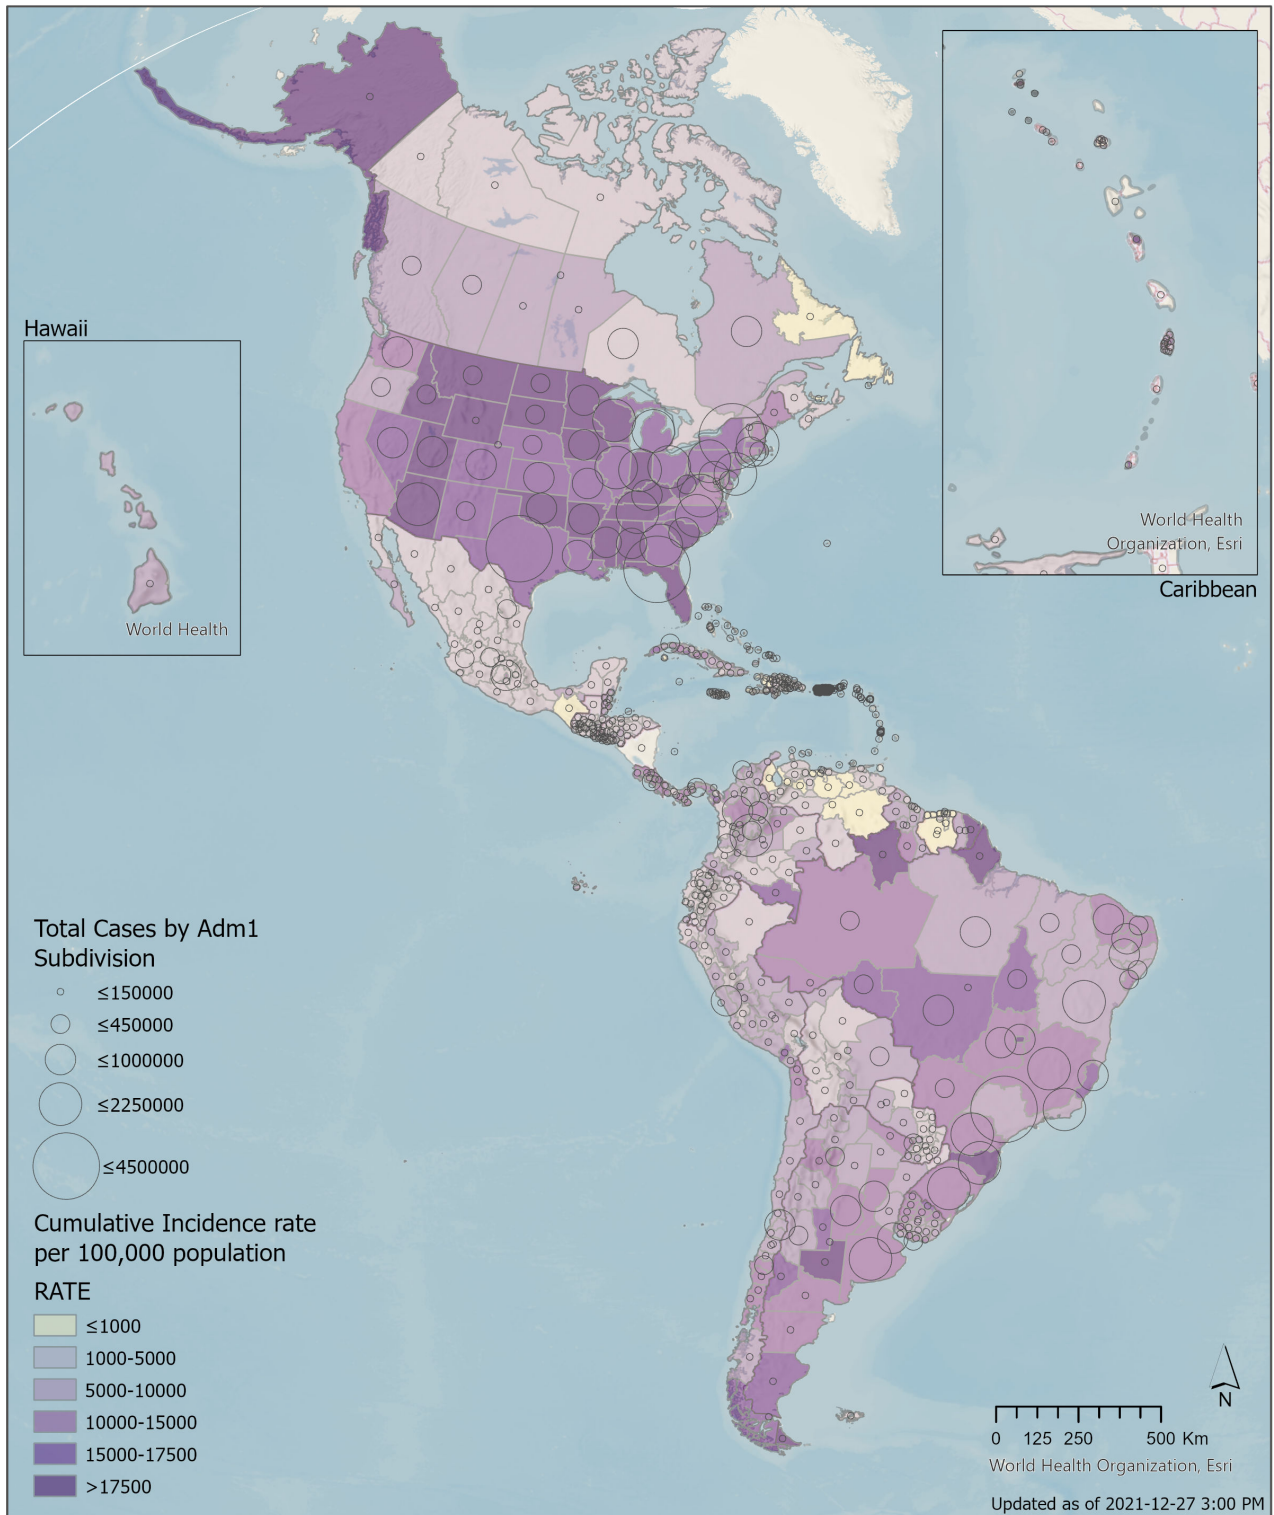 Hawaii
World Health
World Health
Organization, Esri
Caribbean
Total Cases by Adm1
Subdivision
≤150000
≤450000
≤1000000
≤2250000
≤4500000
Cumulative Incidence rate
per 100,000 population
RATE
≤1000
1000-5000
5000-10000
10000-15000
15000-17500
>17500
N
0 125 250 500 Km
World Health Organization, Esri
Updated as of 2021-12-27 3:00 PM